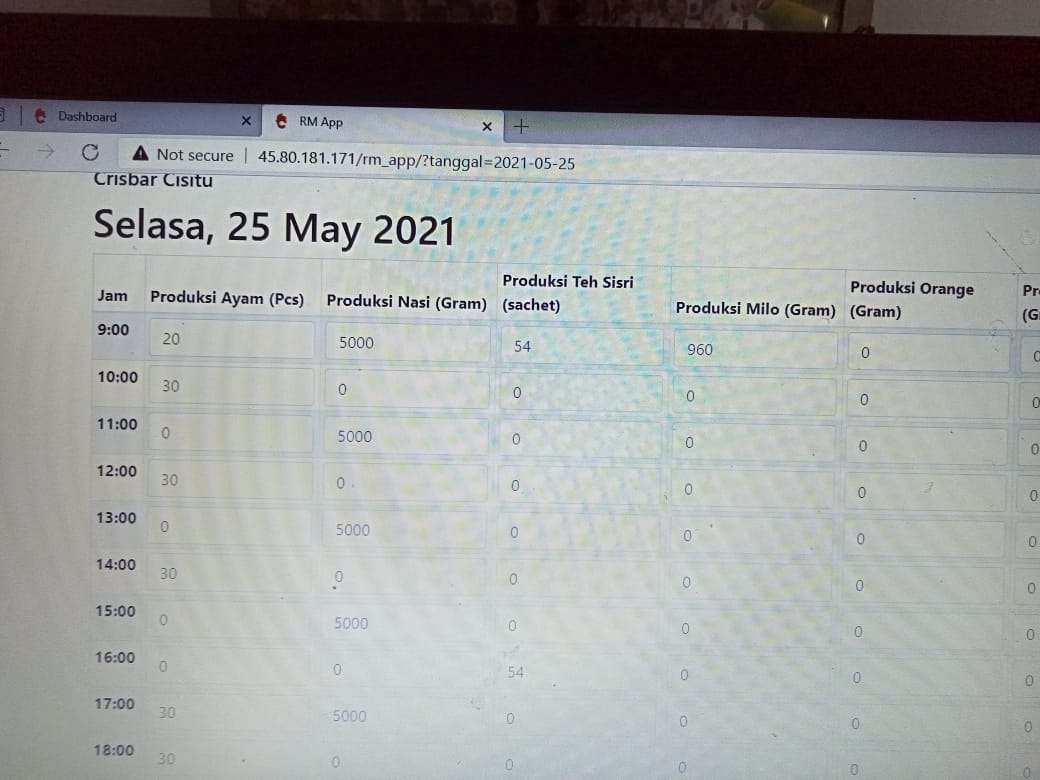 Dashboard × RM App × +
Not secure | 45.80.181.171/rm_app/?tanggal=2021-05-25
Crisbar Cisitu
Selasa, 25 May 2021
Jam Produksi Ayam (Pcs) Produksi Nasi (Gram) Produksi Teh Sisri (sachet) Produksi Milo (Gram) Produksi Orange (Gram)
9:00 20 5000 54 960 0 0
10:00 30 0 0 0 0 0
11:00 0 5000 0 0 0 0
12:00 30 0 0 0 0 0
13:00 0 5000 0 0 0 0
14:00 30 0 0 0 0 0
15:00 0 5000 0 0 0 0
16:00 0 0 54 0 0 0
17:00 30 5000 0 0 0 0
18:00 30 0 0 0 0 0